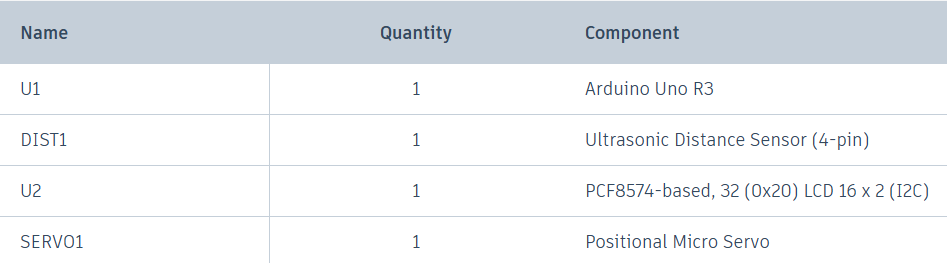 Name Quantity Component
U1 1 Arduino Uno R3
DIST1 1 Ultrasonic Distance Sensor (4-pin)
U2 1 PCF8574-based, 32 (0x20) LCD 16 x 2 (I2C)
SERVO1 1 Positional Micro Servo